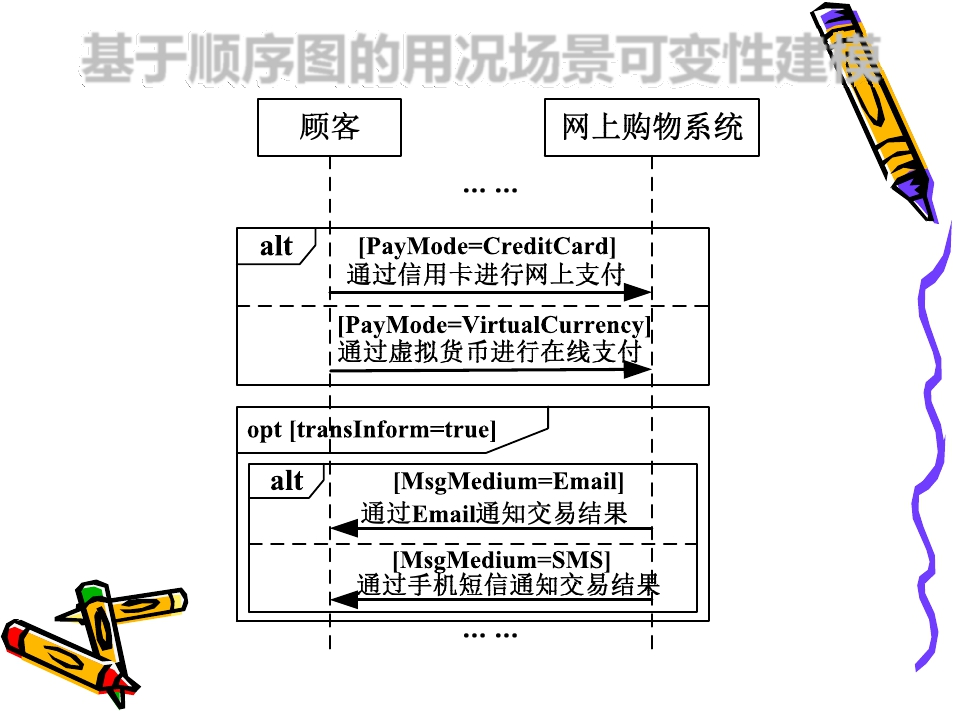 基于顺序图的用况场景可变性建模
顾客
网上购物系统
... ...
alt
[PayMode=CreditCard]
通过信用卡进行网上支付
[PayMode=VirtualCurrency]
通过虚拟货币进行在线支付
opt [transInform=true]
alt
[MsgMedium=Email]
通过Email通知交易结果
[MsgMedium=SMS]
通过手机短信通知交易结果
... ...